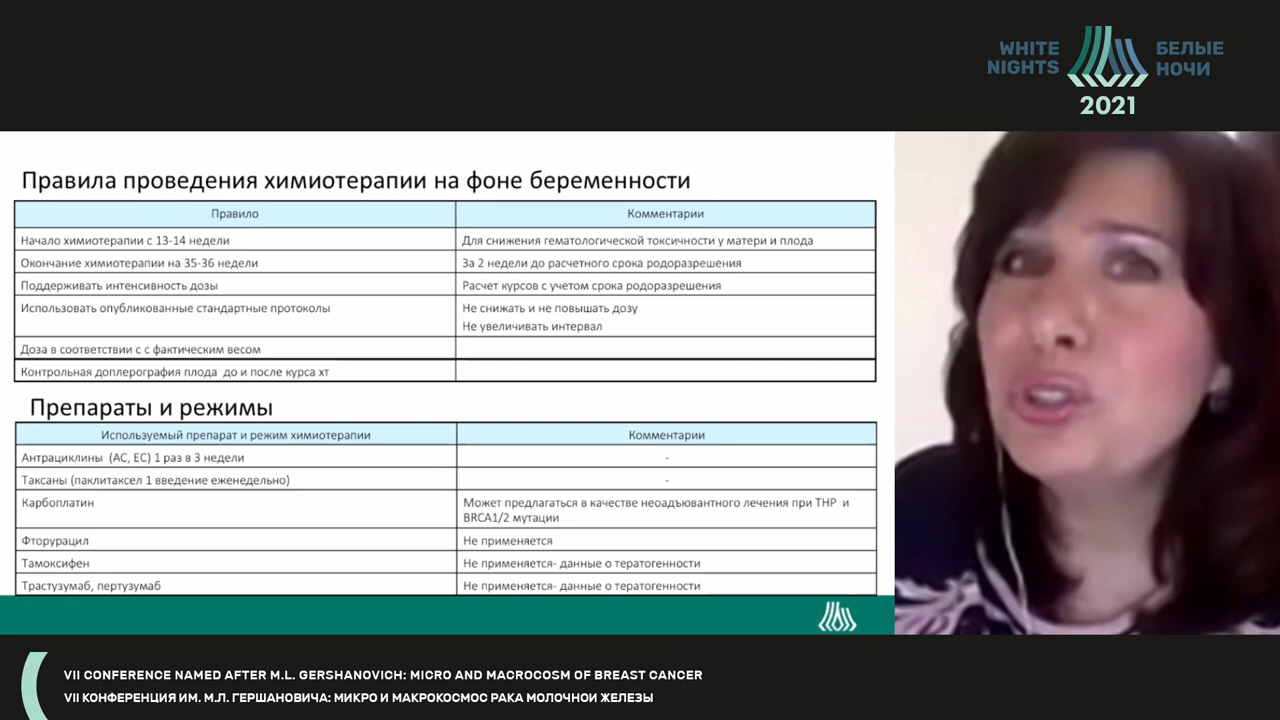 WHITE NIGHTS
БЕЛЫЕ НОЧИ
2021
Правила проведения химиотерапии на фоне беременности
Правило Комментарии
Начало химиотерапии с 13-14 недели Для снижения гематологической токсичности у матери и плода
Окончание химиотерапии на 35-36 недели За 2 недели до расчетного срока родоразрешения
Поддерживать интенсивность дозы Расчет курсов с учетом срока родоразрешения
Использовать опубликованные стандартные протоколы Не снижать и не повышать дозу
Не увеличивать интервал
Доза в соответствии с с фактическим весом
Контрольная доплерография плода до и после курса хт
Препараты и режимы
Используемый препарат и режим химиотерапии Комментарии
Антрациклины (АС, ЕС) 1 раз в 3 недели -
Таксаны (паклитаксел 1 введение еженедельно) -
Карбоплатин Может предлагаться в качестве неоадъювантного лечения при ТНР и
BRCA1/2 мутации
Фторурацил Не применяется
Тамоксифен Не применяется- данные о тератогенности
Трастузумаб, пертузумаб Не применяется- данные о тератогенности
VII CONFERENCE NAMED AFTER M.L. GERSHANOVICH: MICRO AND MACROCOSM OF BREAST CANCER
VII КОНФЕРЕНЦИЯ ИМ. М.Л. ГЕРШАНОВИЧА: МИКРО И МАКРОКОСМОС РАКА МОЛОЧНОЙ ЖЕЛЕЗЫ